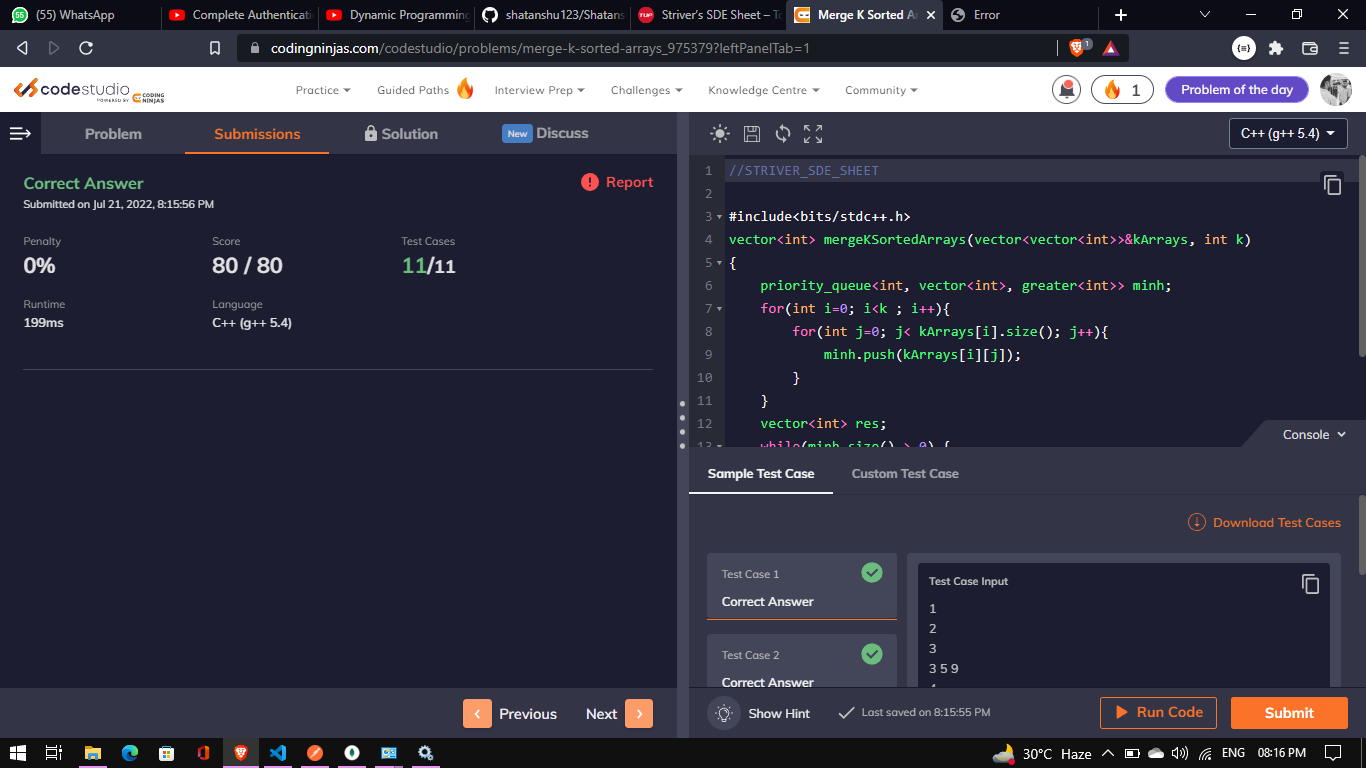 (55) WhatsApp
Complete Authenticati
Dynamic Programming
shatanshu123/Shatans
Striver's SDE Sheet – To
Merge K Sorted Ar
Error
codingninjas.com/codestudio/problems/merge-k-sorted-arrays_975379?leftPanelTab=1
1
codestudio
POWERED BY CODING NINJAS
Practice
Guided Paths
Interview Prep
Challenges
Knowledge Centre
Community
1
Problem of the day
Problem
Submissions
Solution
New Discuss
C++ (g++ 5.4)
Correct Answer
Report
Submitted on Jul 21, 2022, 8:15:56 PM
Penalty
Score
Test Cases
0%
80 / 80
11/11
Runtime
Language
199ms
C++ (g++ 5.4)
Previous
Next
1 //STRIVER_SDE_SHEET
2
3 #include<bits/stdc++.h>
4 vector<int> mergeKSortedArrays(vector<vector<int>>&kArrays, int k)
5 {
6 priority_queue<int, vector<int>, greater<int>> minh;
7 for(int i=0; i<k ; i++){
8 for(int j=0; j< kArrays[i].size(); j++){
9 minh.push(kArrays[i][j]);
10 }
11 }
12 vector<int> res;
13 while(minh.size() > 0) {
Console
Sample Test Case
Custom Test Case
Download Test Cases
Test Case 1
Correct Answer
Test Case 2
Correct Answer
Test Case Input
1
2
3
3 5 9
4
Show Hint
Last saved on 8:15:55 PM
Run Code
Submit
30°C Haze
ENG
08:16 PM